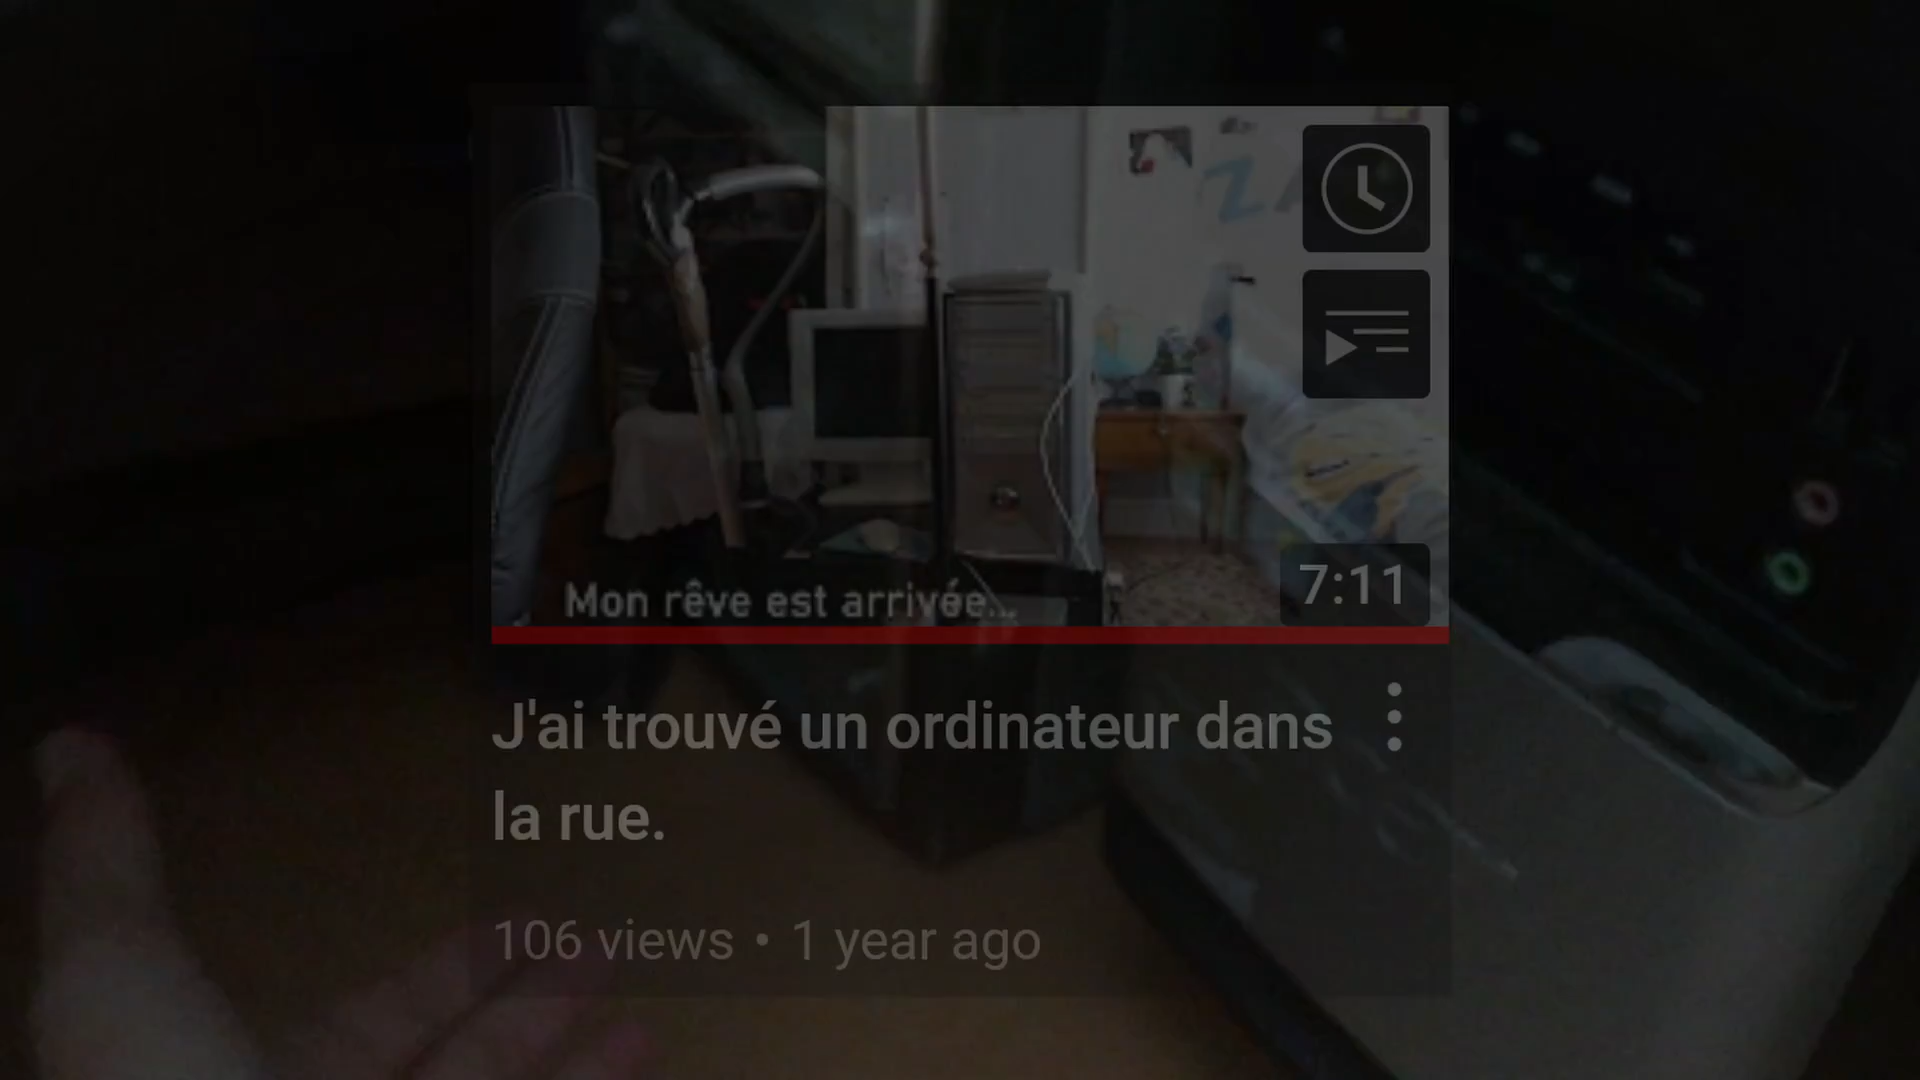 Mon rêve est arrivée...
7:11
J'ai trouvé un ordinateur dans
la rue.
106 views • 1 year ago